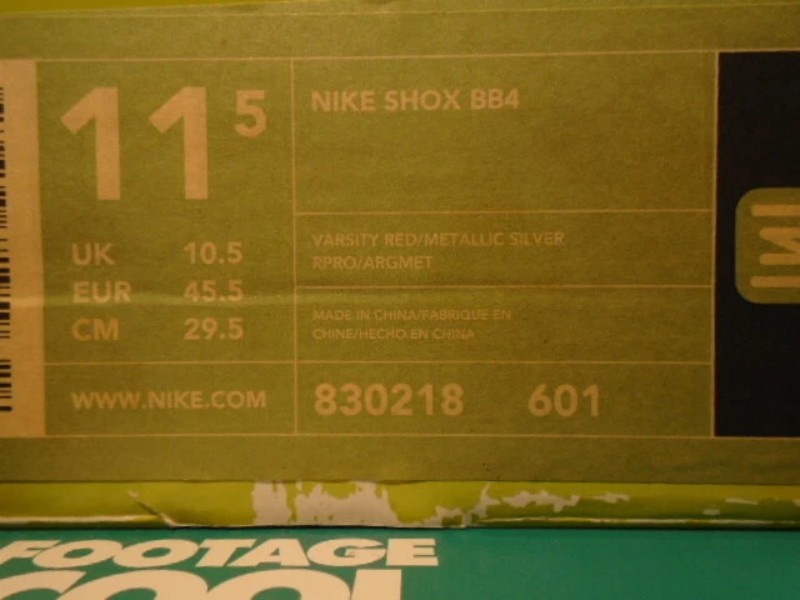 11 5
UK 10.5
EUR 45.5
CM 29.5
WWW.NIKE.COM
NIKE SHOX BB4
VARSITY RED/METALLIC SILVER
RPRO/ARGMET
MADE IN CHINA/FABRIQUE EN
CHINE/HECHO EN CHINA
830218 601
FOOTAGE
COOL